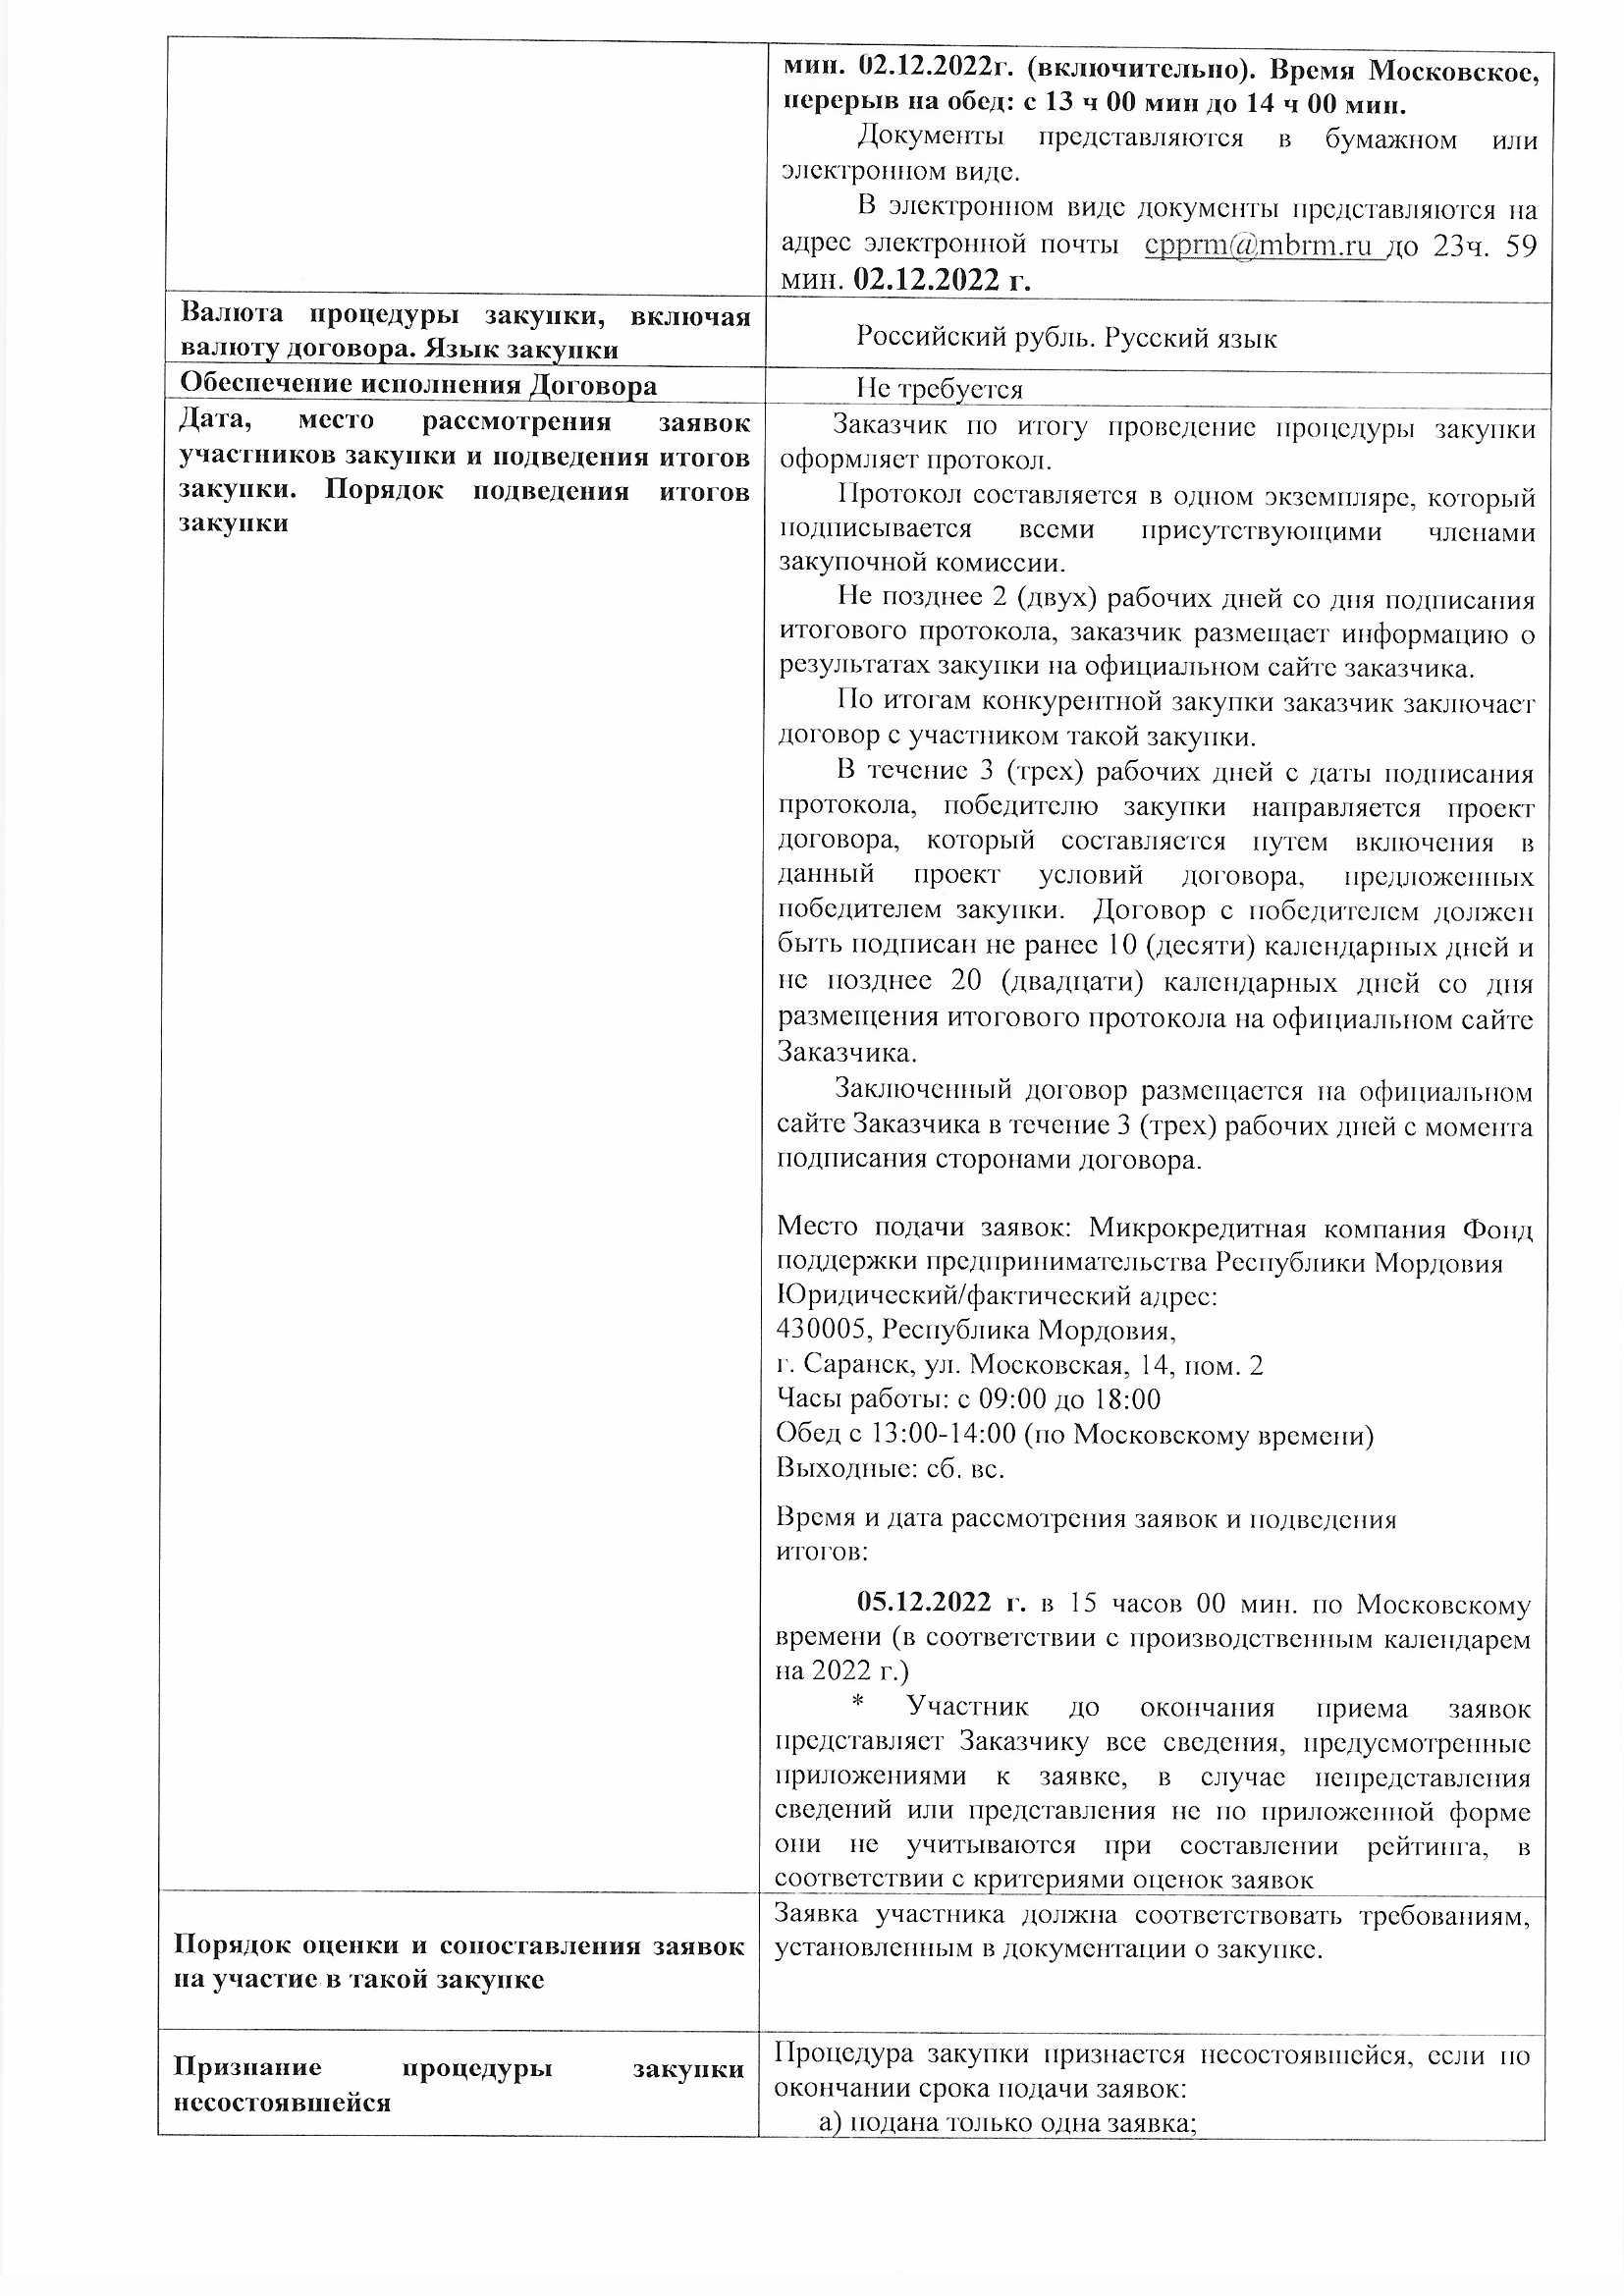 мин. 02.12.2022г. (включительно). Время Московское,
перерыв на обед: с 13 ч 00 мин до 14 ч 00 мин.
Документы представляются в бумажном или
электронном виде.
В электронном виде документы представляются на
адрес электронной почты cpprm@mbrm.ru до 23ч. 59
мин. 02.12.2022 г.
Валюта процедуры закупки, включая
валюту договора. Язык закупки
Российский рубль. Русский язык
Обеспечение исполнения Договора
Не требуется
Дата, место рассмотрения заявок
участников закупки и подведения итогов
закупки. Порядок подведения итогов
закупки
Заказчик по итогу проведение процедуры закупки
оформляет протокол.
Протокол составляется в одном экземпляре, который
подписывается всеми присутствующими членами
закупочной комиссии.
Не позднее 2 (двух) рабочих дней со дня подписания
итогового протокола, заказчик размещает информацию о
результатах закупки на официальном сайте заказчика.
По итогам конкурентной закупки заказчик заключает
договор с участником такой закупки.
В течение 3 (трех) рабочих дней с даты подписания
протокола, победителю закупки направляется проект
договора, который составляется путем включения в
данный проект условий договора, предложенных
победителем закупки. Договор с победителем должен
быть подписан не ранее 10 (десяти) календарных дней и
не позднее 20 (двадцати) календарных дней со дня
размещения итогового протокола на официальном сайте
Заказчика.
Заключенный договор размещается на официальном
сайте Заказчика в течение 3 (трех) рабочих дней с момента
подписания сторонами договора.
Место подачи заявок: Микрокредитная компания Фонд
поддержки предпринимательства Республики Мордовия
Юридический/фактический адрес:
430005, Республика Мордовия,
г. Саранск, ул. Московская, 14, пом. 2
Часы работы: с 09:00 до 18:00
Обед с 13:00-14:00 (по Московскому времени)
Выходные: сб. вс.
Время и дата рассмотрения заявок и подведения
итогов:
05.12.2022 г. в 15 часов 00 мин. по Московскому
времени (в соответствии с производственным календарем
на 2022 г.)
* Участник до окончания приема заявок
представляет Заказчику все сведения, предусмотренные
приложениями к заявке, в случае непредставления
сведений или представления не по приложенной форме
они не учитываются при составлении рейтинга, в
соответствии с критериями оценок заявок
Порядок оценки и сопоставления заявок
на участие в такой закупке
Заявка участника должна соответствовать требованиям,
установленным в документации о закупке.
Признание процедуры закупки
несостоявшейся
Процедура закупки признается несостоявшейся, если по
окончании срока подачи заявок:
а) подана только одна заявка;